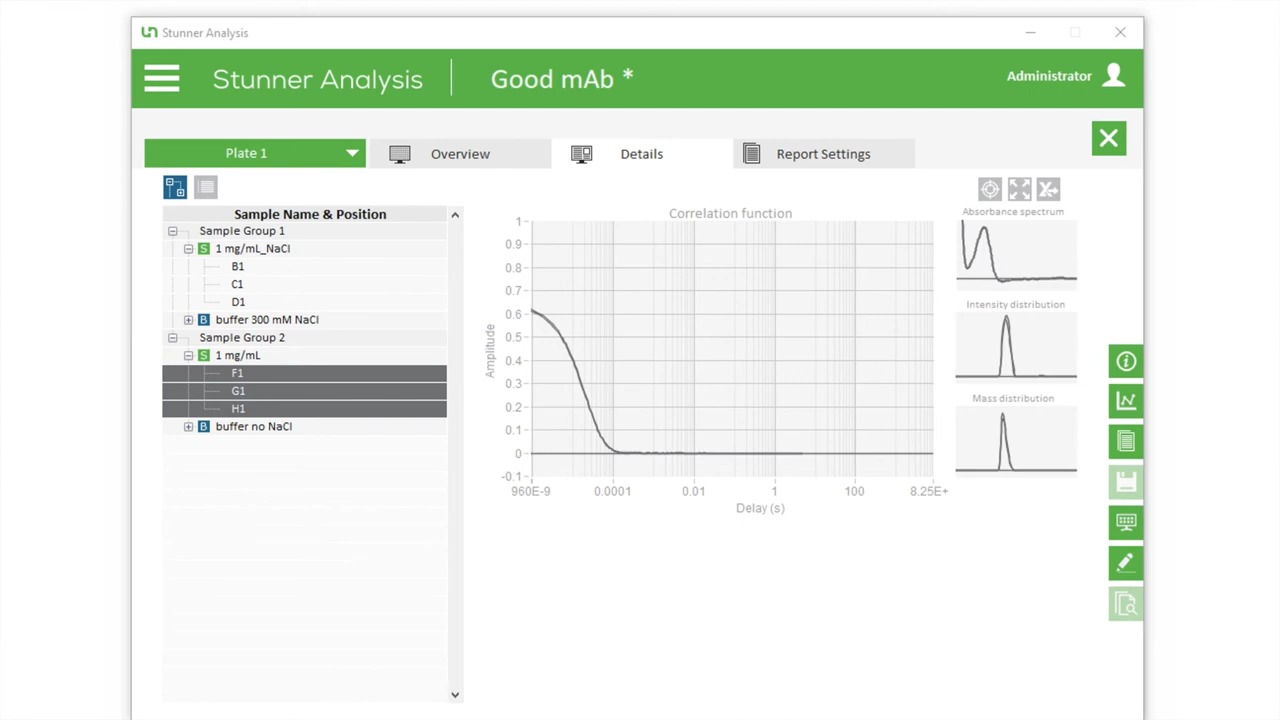 Stunner Analysis
Stunner Analysis
Good mAb *
Administrator
Plate 1
Overview
Details
Report Settings
Sample Name & Position
Sample Group 1
S 1 mg/mL_NaCl
B1
C1
D1
B buffer 300 mM NaCl
Sample Group 2
S 1 mg/mL
F1
G1
H1
B buffer no NaCl
Correlation function
Amplitude
1
0.9
0.8
0.7
0.6
0.5
0.4
0.3
0.2
0.1
0
-0.1
960E-9
0.0001
0.01
1
100
8.25E+
Delay (s)
Absorbance spectrum
Intensity distribution
Mass distribution